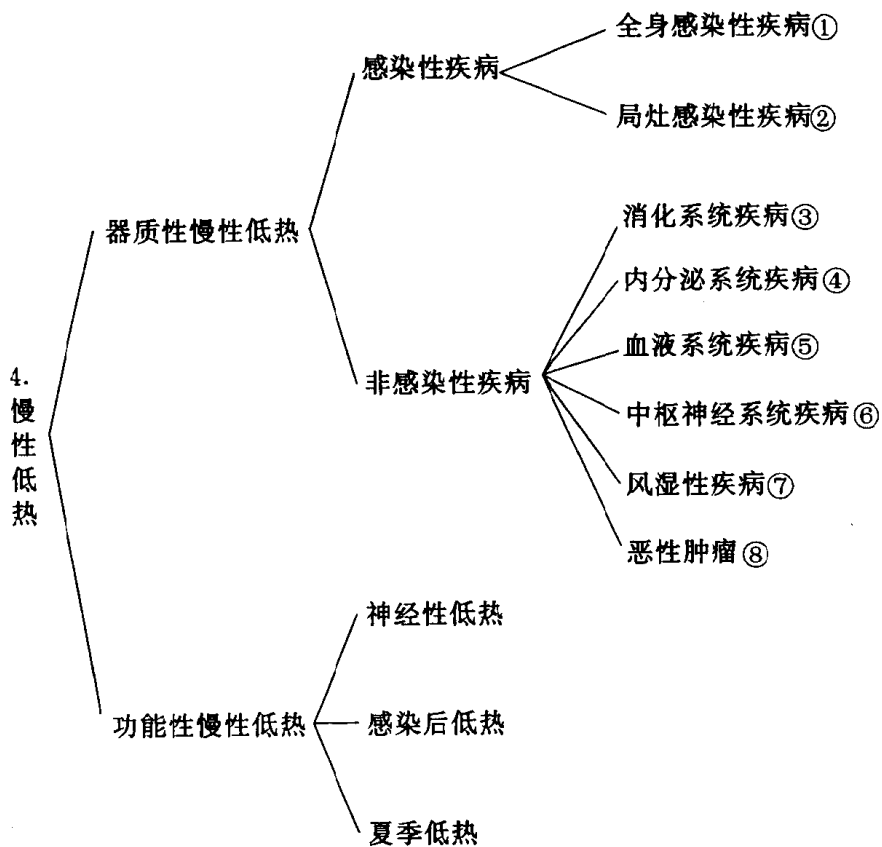 全身感染性疾病①
感染性疾病
局灶感染性疾病②
消化系统疾病③
器质性慢性低热
内分泌系统疾病④
血液系统疾病⑤
4.
慢性低热
非感染性疾病
中枢神经系统疾病⑥
风湿性疾病⑦
恶性肿瘤⑧
神经性低热
功能性慢性低热
感染后低热
夏季低热